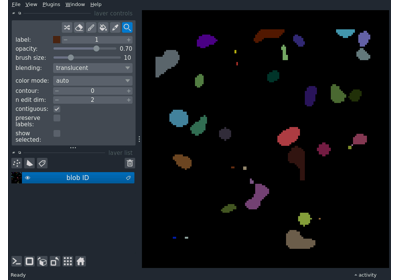 File View Plugins Window Help
layer controls
label: 1
opacity: 0.70
brush size: 10
blending: translucent
color mode: auto
contour: 0
n edit dim: 2
contiguous:
preserve
labels:
show
selected:
layer list
blob ID
Ready
activity